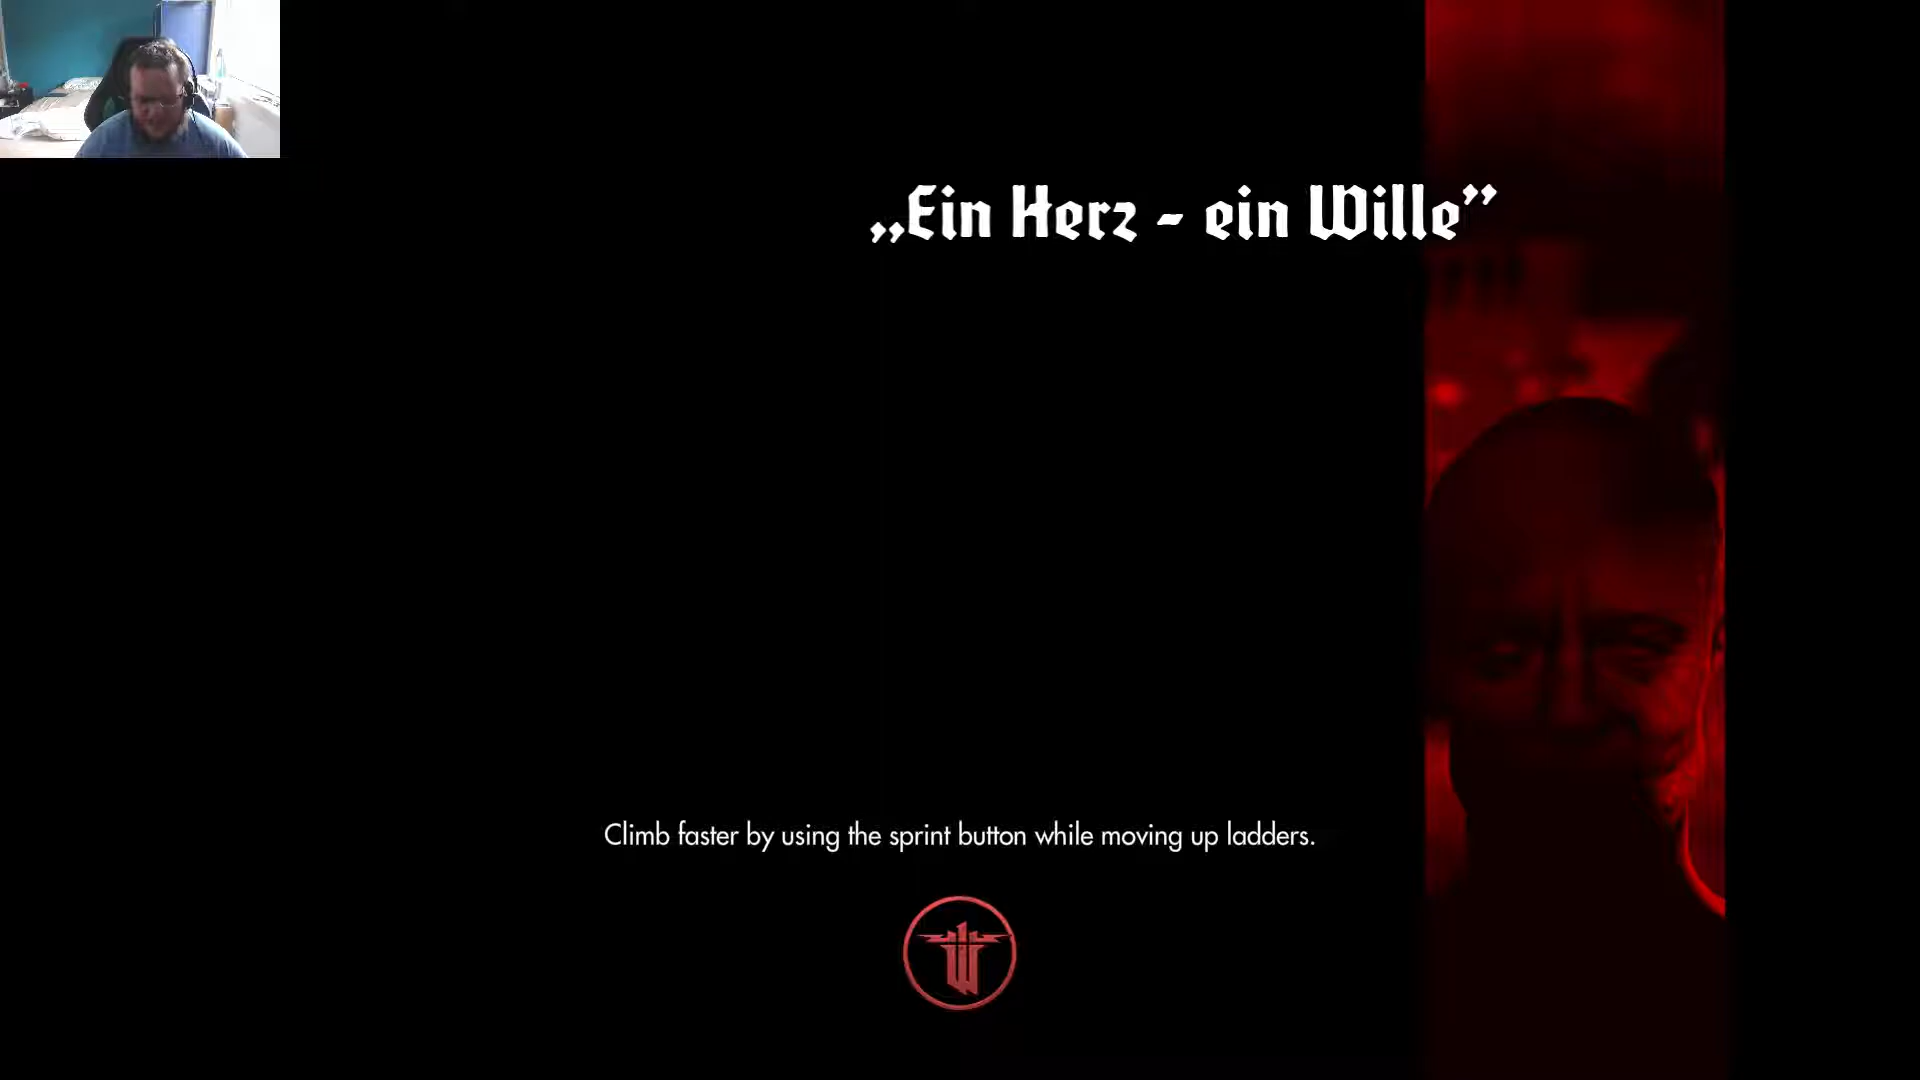 „Ein Herz - ein Wille”
Climb faster by using the sprint button while moving up ladders.